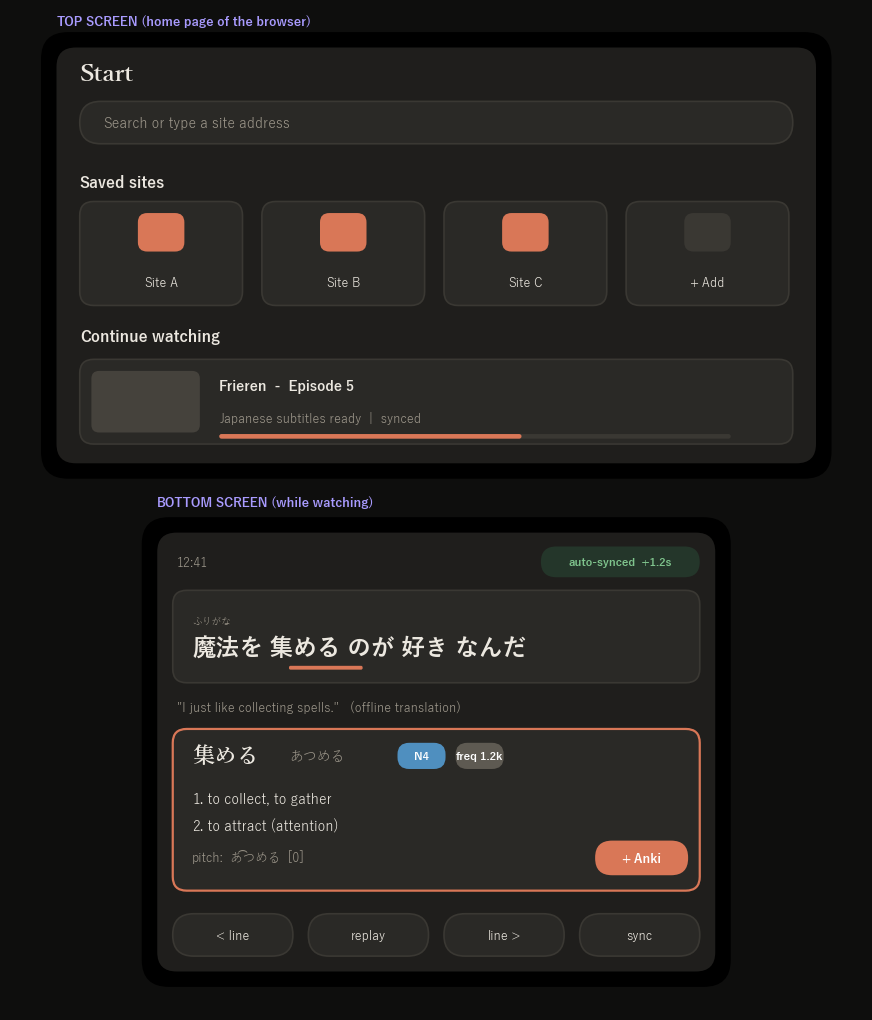 TOP SCREEN (home page of the browser)
Start
Search or type a site address
Saved sites
Site A
Site B
Site C
+ Add
Continue watching
Frieren - Episode 5
Japanese subtitles ready | synced
BOTTOM SCREEN (while watching)
12:41
auto-synced +1.2s
ふりがな
魔法を 集める のが 好き なんだ
"I just like collecting spells." (offline translation)
集める あつめる N4 freq 1.2k
1. to collect, to gather
2. to attract (attention)
pitch: あつめる [0]
+ Anki
< line
replay
line >
sync